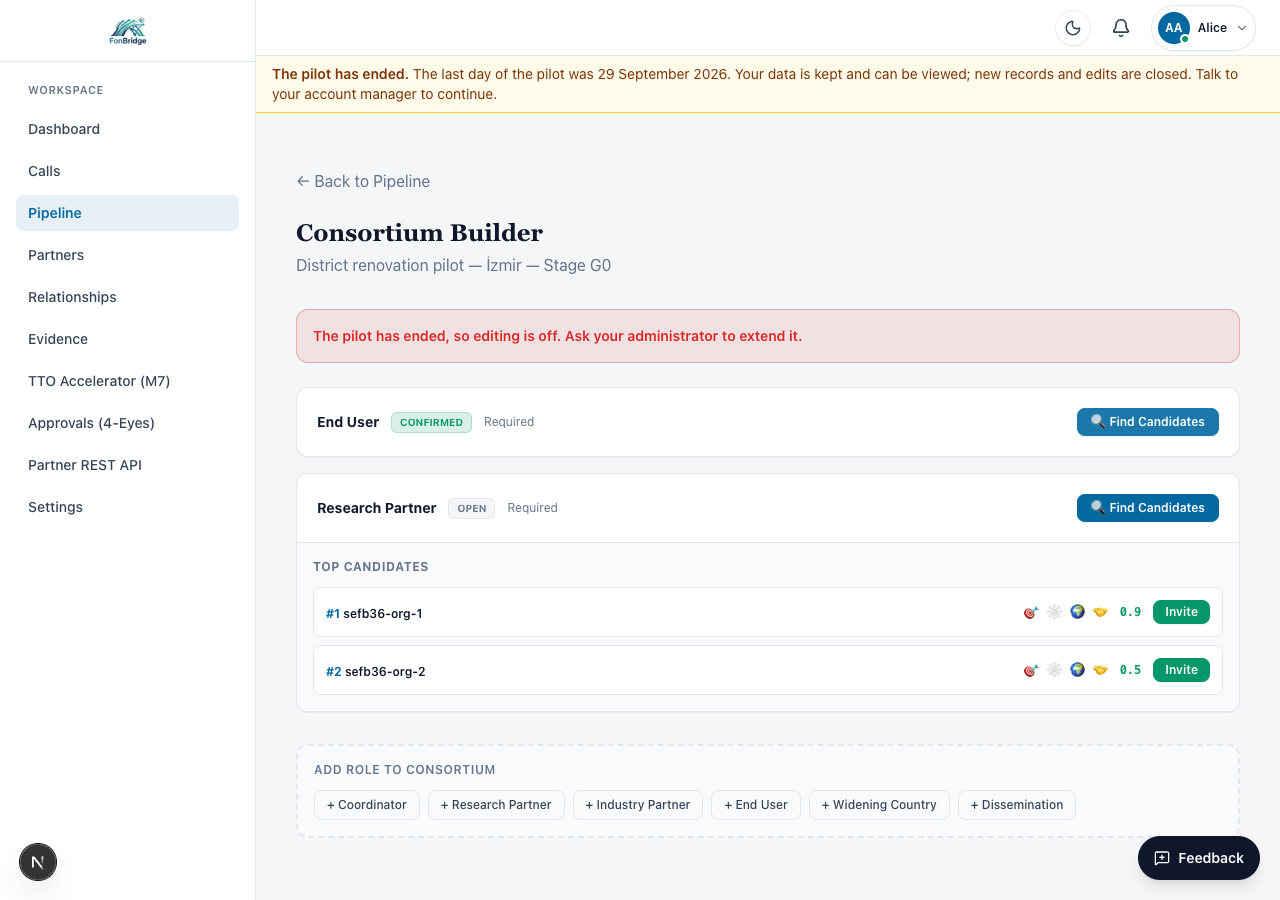 FonBridge
AA Alice
The pilot has ended. The last day of the pilot was 29 September 2026. Your data is kept and can be viewed; new records and edits are closed. Talk to
your account manager to continue.
WORKSPACE
Dashboard
Calls
Pipeline
Partners
Relationships
Evidence
TTO Accelerator (M7)
Approvals (4-Eyes)
Partner REST API
Settings
← Back to Pipeline
Consortium Builder
District renovation pilot — İzmir — Stage G0
The pilot has ended, so editing is off. Ask your administrator to extend it.
End User CONFIRMED Required 🔍 Find Candidates
Research Partner OPEN Required 🔍 Find Candidates
TOP CANDIDATES
#1 sefb36-org-1 🎯 🕸 🌍 🤝 0.9 Invite
#2 sefb36-org-2 🎯 🕸 🌍 🤝 0.5 Invite
ADD ROLE TO CONSORTIUM
+ Coordinator + Research Partner + Industry Partner + End User + Widening Country + Dissemination
N
Feedback